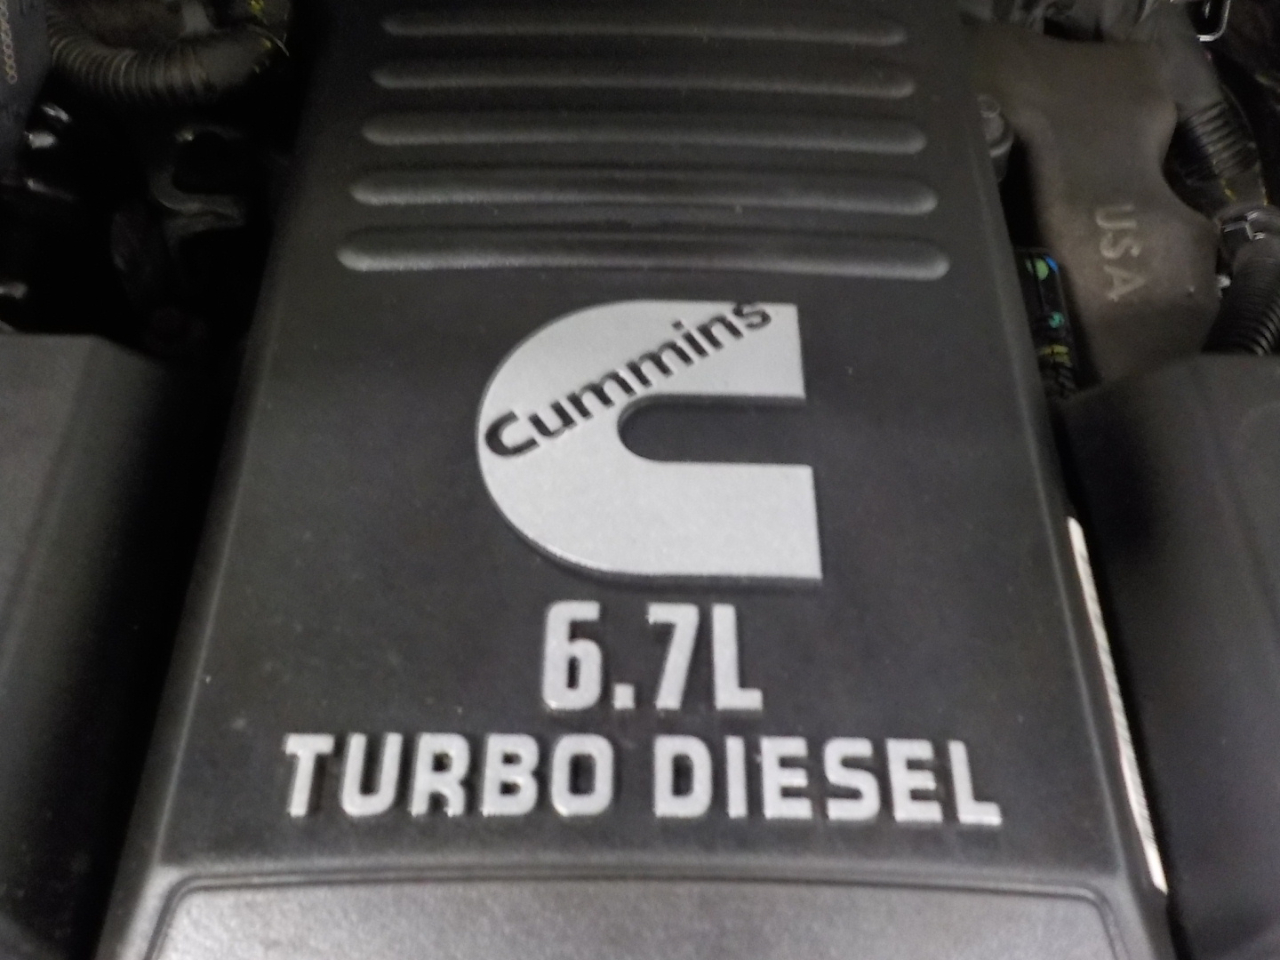 USA
Cummins
6.7L
TURBO DIESEL